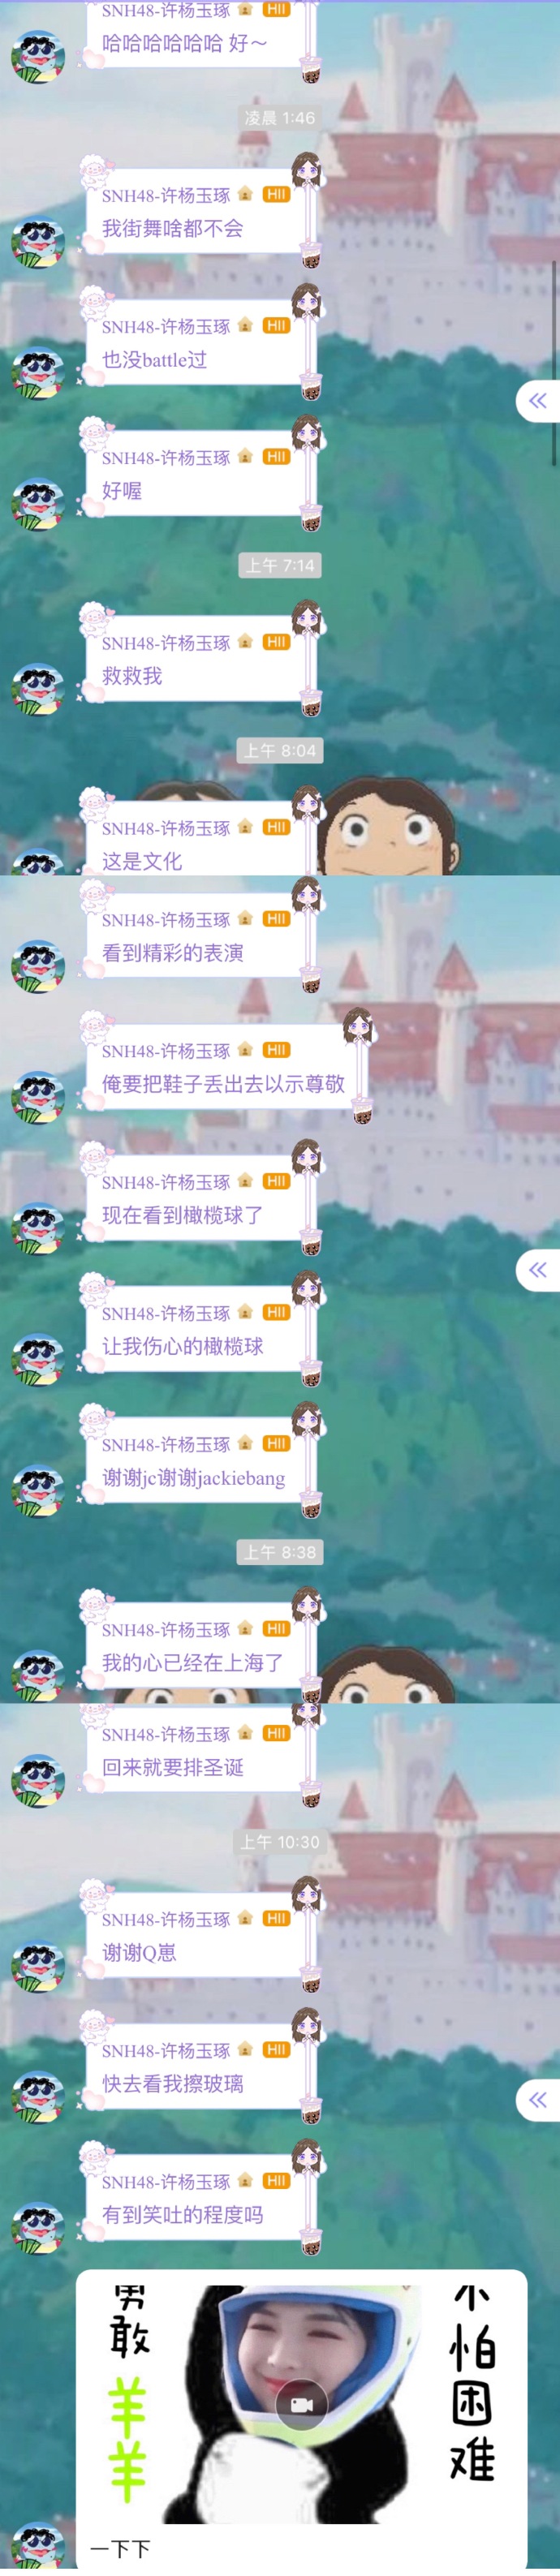 SNH48-许杨玉琢 HII
哈哈哈哈哈哈 好～
凌晨 1:46
SNH48-许杨玉琢 HII
我街舞啥都不会
SNH48-许杨玉琢 HII
也没battle过
SNH48-许杨玉琢 HII
好喔
上午 7:14
SNH48-许杨玉琢 HII
救救我
上午 8:04
SNH48-许杨玉琢 HII
这是文化
SNH48-许杨玉琢 HII
看到精彩的表演
SNH48-许杨玉琢 HII
俺要把鞋子丢出去以示尊敬
SNH48-许杨玉琢 HII
现在看到橄榄球了
SNH48-许杨玉琢 HII
让我伤心的橄榄球
SNH48-许杨玉琢 HII
谢谢jc谢谢jackiebang
上午 8:38
SNH48-许杨玉琢 HII
我的心已经在上海了
SNH48-许杨玉琢 HII
回来就要排圣诞
上午 10:30
SNH48-许杨玉琢 HII
谢谢Q崽
SNH48-许杨玉琢 HII
快去看我擦玻璃
SNH48-许杨玉琢 HII
有到笑吐的程度吗
勇敢羊羊
不怕困难
一下下